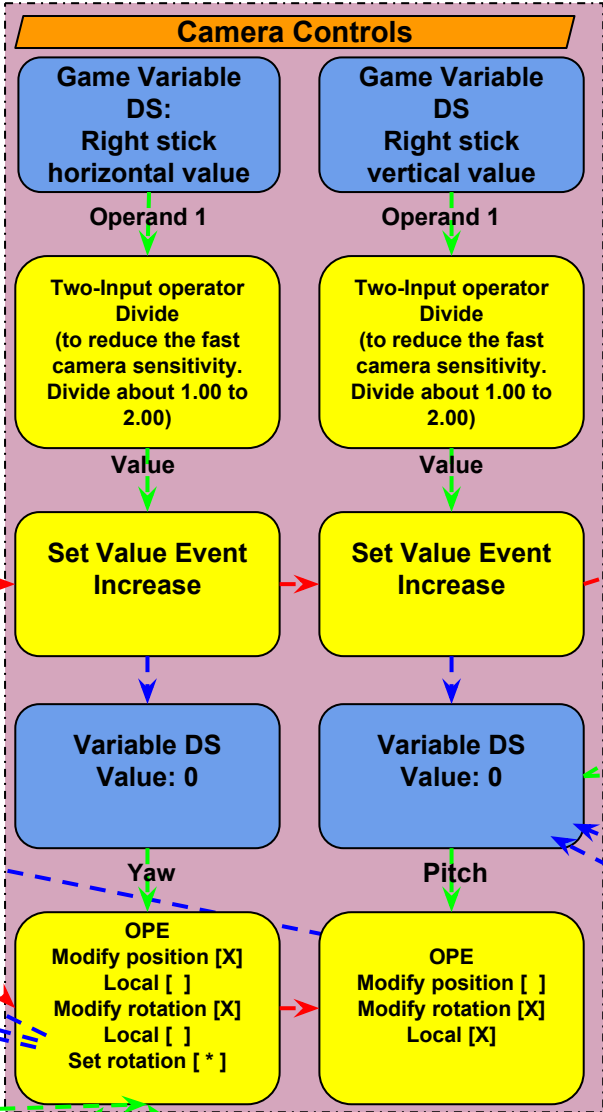 Camera Controls
Game Variable
DS:
Right stick
horizontal value
Game Variable
DS
Right stick
vertical value
Operand 1
Operand 1
Two-Input operator
Divide
(to reduce the fast
camera sensitivity.
Divide about 1.00 to
2.00)
Two-Input operator
Divide
(to reduce the fast
camera sensitivity.
Divide about 1.00 to
2.00)
Value
Value
Set Value Event
Increase
Set Value Event
Increase
Variable DS
Value: 0
Variable DS
Value: 0
Yaw
Pitch
OPE
Modify position [X]
Local [ ]
Modify rotation [X]
Local [ ]
Set rotation [ * ]
OPE
Modify position [ ]
Modify rotation [X]
Local [X]